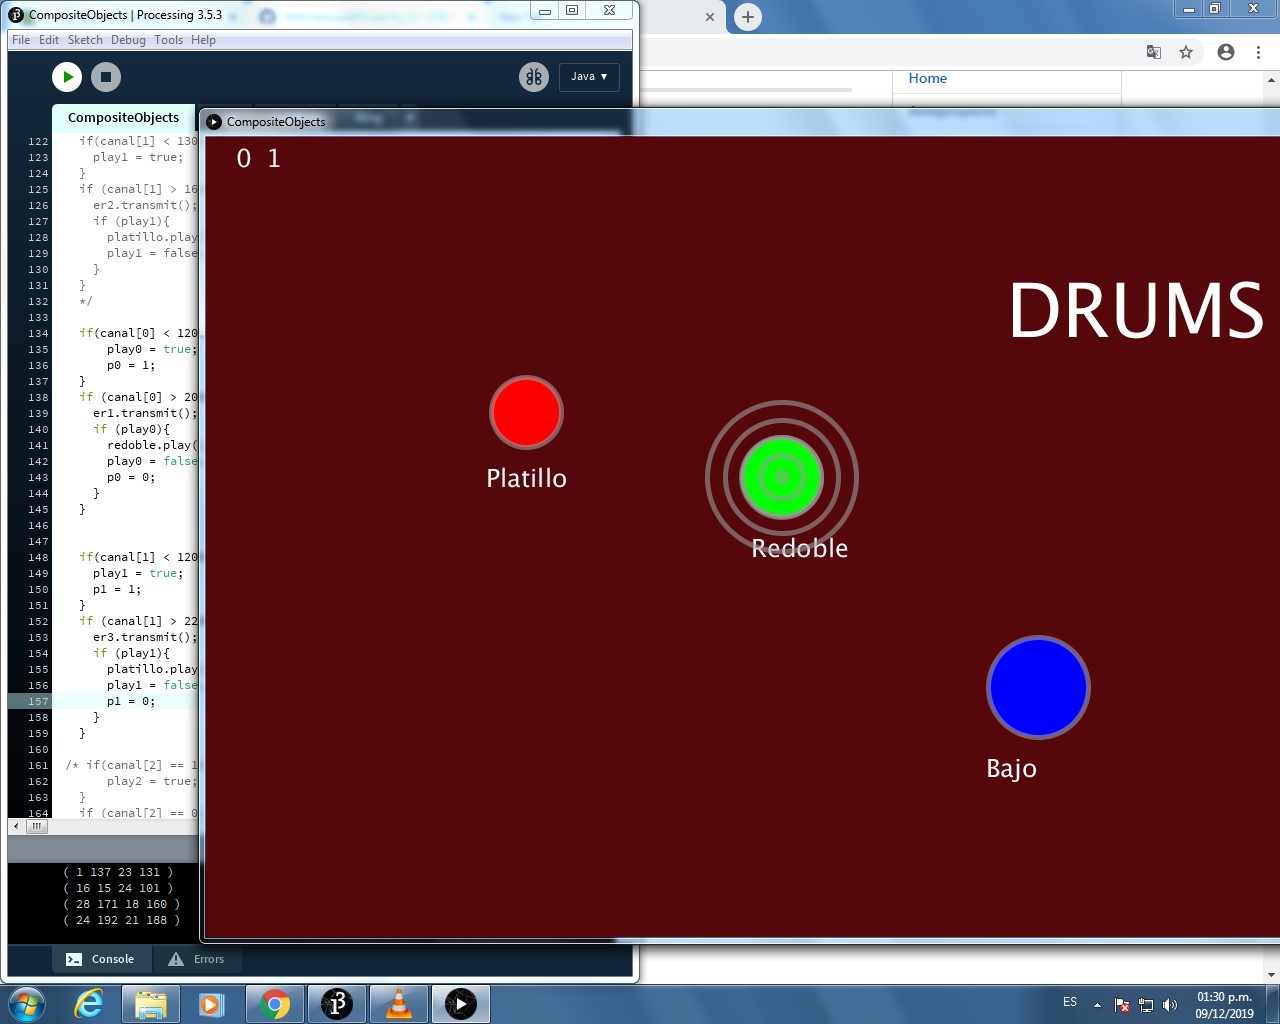 CompositeObjects | Processing 3.5.3
File Edit Sketch Debug Tools Help
Java ▼
Home
CompositeObjects
CompositeObjects
0 1
DRUMS
Platillo
Redoble
Bajo
122 if(canal[1] < 130
123 play1 = true;
124 }
125 if (canal[1] > 16
126 er2.transmit();
127 if (play1){
128 platillo.play
129 play1 = false
130 }
131 }
132 */
133
134 if(canal[0] < 120
135 play0 = true;
136 p0 = 1;
137 }
138 if (canal[0] > 20
139 er1.transmit();
140 if (play0){
141 redoble.play(
142 play0 = false
143 p0 = 0;
144 }
145 }
146
147
148 if(canal[1] < 120
149 play1 = true;
150 p1 = 1;
151 }
152 if (canal[1] > 22
153 er3.transmit();
154 if (play1){
155 platillo.play
156 play1 = false
157 p1 = 0;
158 }
159 }
160
161 /* if(canal[2] == 1
162 play2 = true;
163 }
164 if (canal[2] == 0
( 1 137 23 131 )
( 16 15 24 101 )
( 28 171 18 160 )
( 24 192 21 188 )
Console Errors
ES 01:30 p.m.
09/12/2019